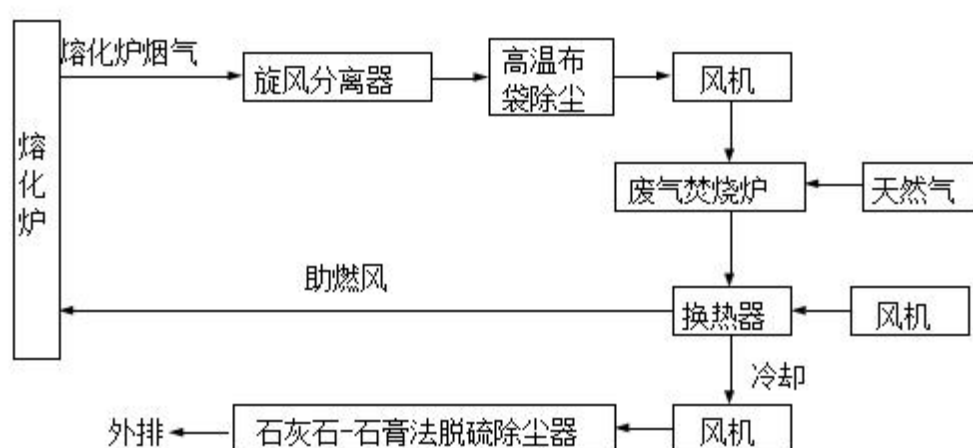 熔化炉烟气
旋风分离器
高温布
袋除尘
风机
熔
化
炉
废气焚烧炉
天然气
助燃风
换热器
风机
冷却
外排
石灰石-石膏法脱硫除尘器
风机